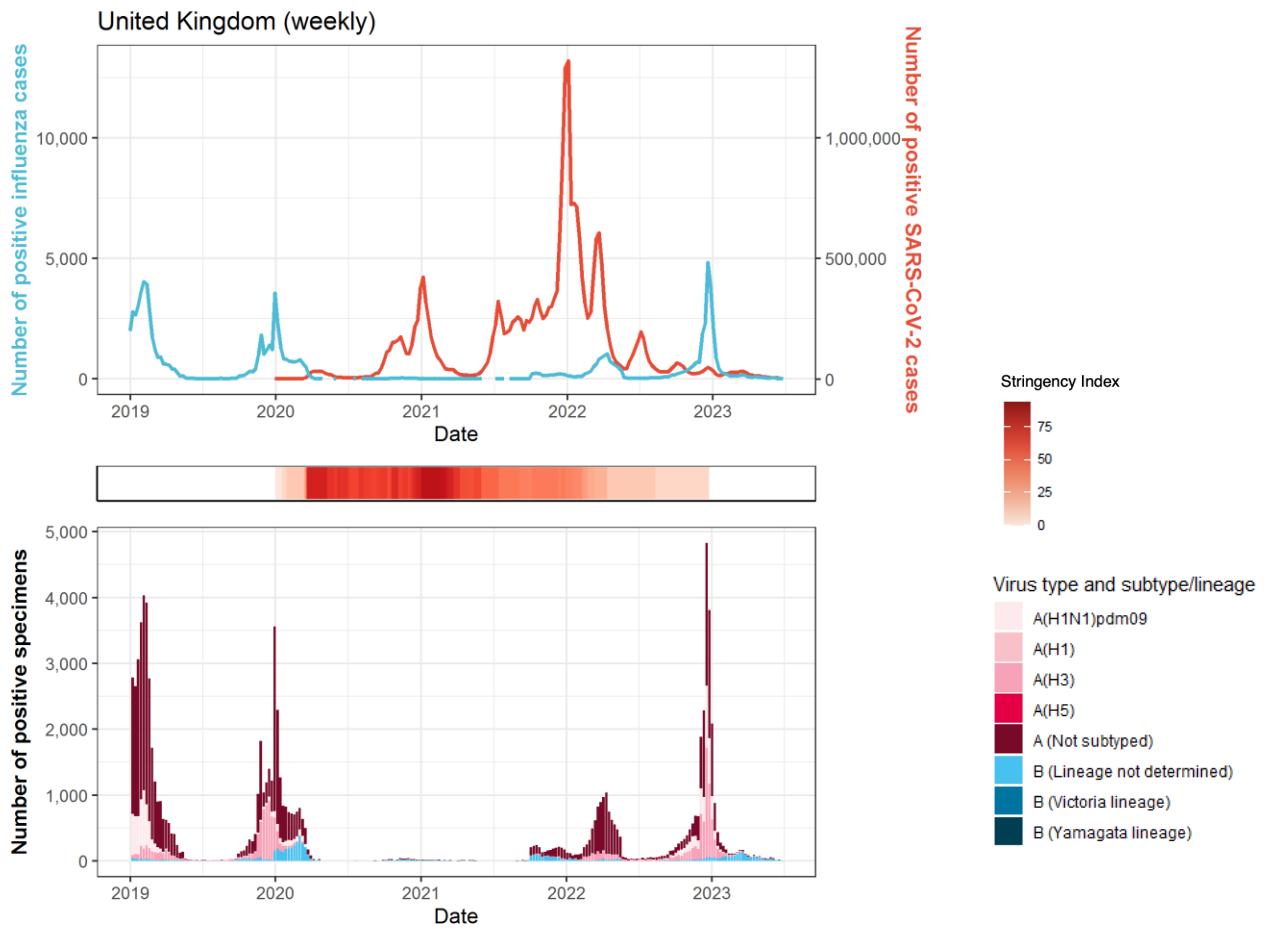 United Kingdom (weekly)
Number of positive influenza cases
10,000
5,000
0
1,000,000
500,000
0
Number of positive SARS-CoV-2 cases
2019 2020 2021 2022 2023
Date
Stringency Index
75
50
25
0
Number of positive specimens
5,000
4,000
3,000
2,000
1,000
0
2019 2020 2021 2022 2023
Date
Virus type and subtype/lineage
A(H1N1)pdm09
A(H1)
A(H3)
A(H5)
A (Not subtyped)
B (Lineage not determined)
B (Victoria lineage)
B (Yamagata lineage)